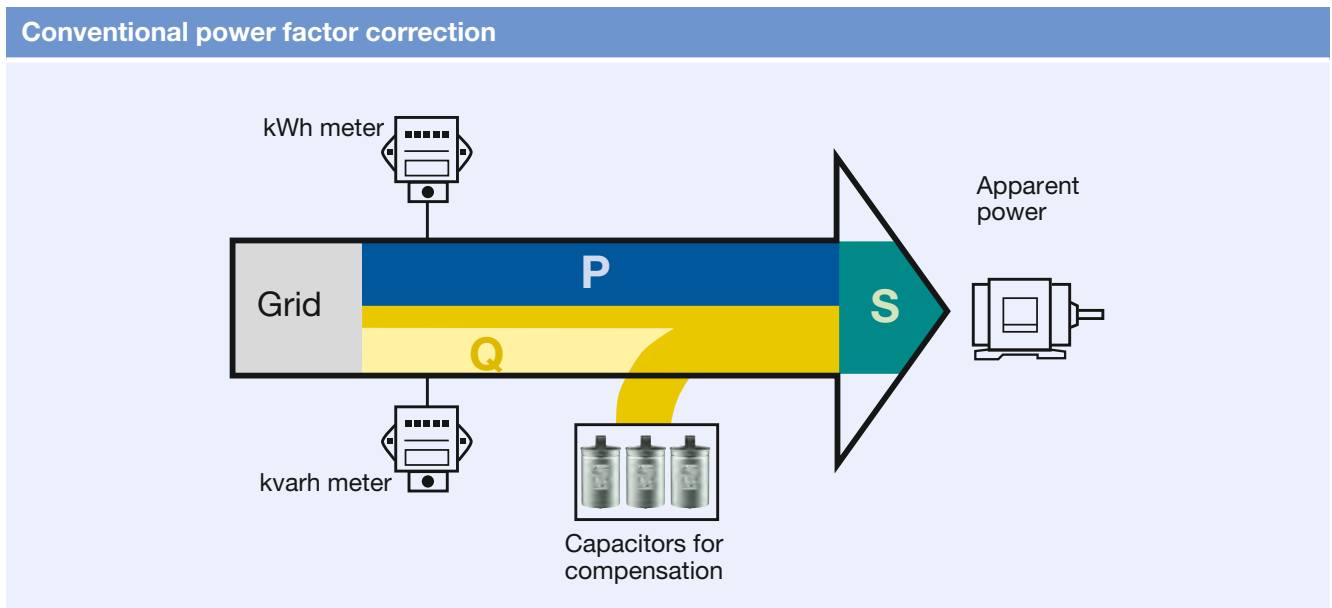 Conventional power factor correction
kWh meter
Apparent
power
P
Grid
S
Q
kvarh meter
Capacitors for
compensation